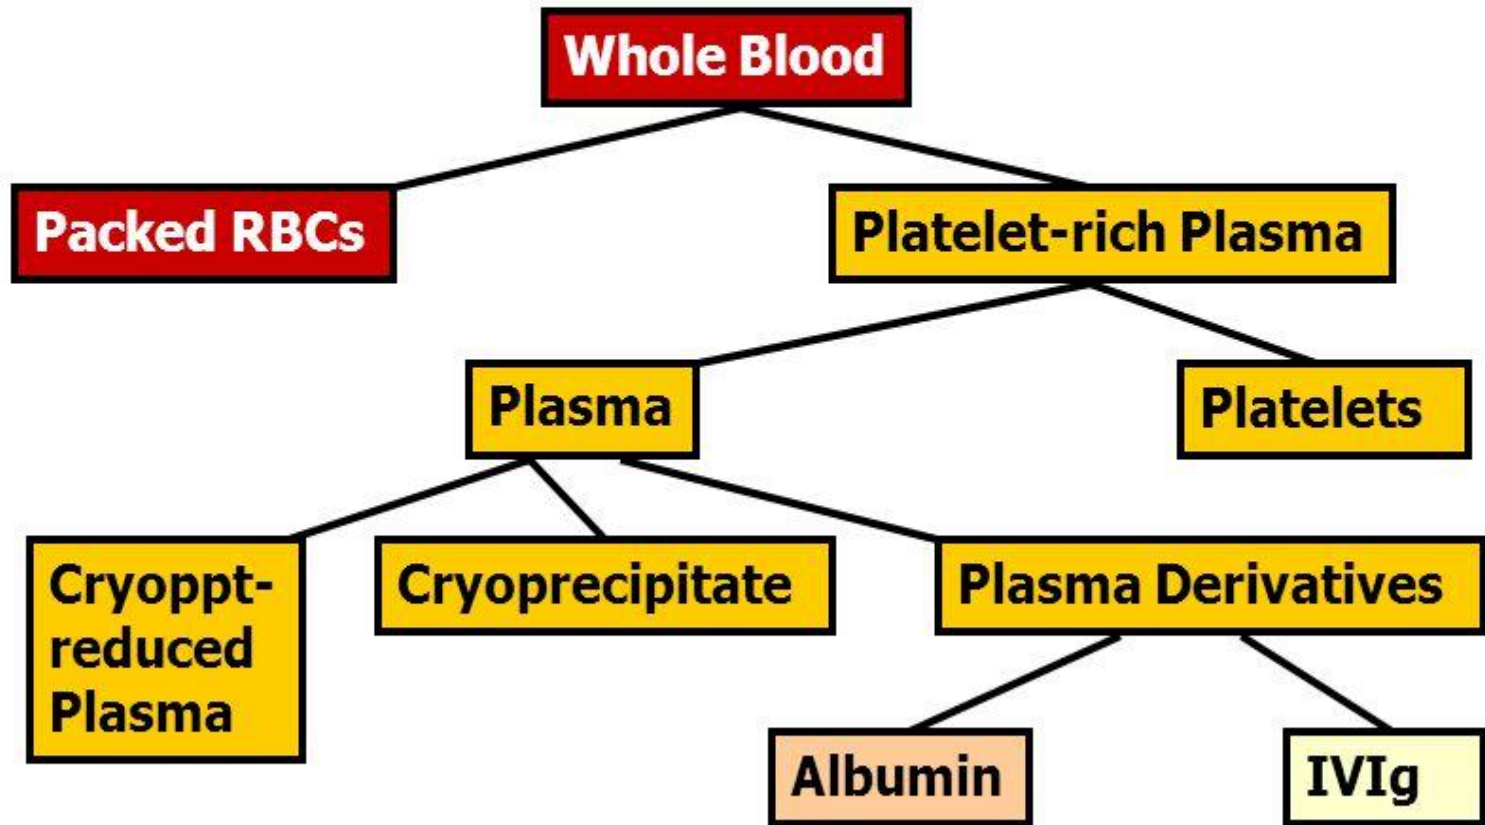 Whole Blood
Packed RBCs
Platelet-rich Plasma
Plasma
Platelets
Cryoppt-
reduced
Plasma
Cryoprecipitate
Plasma Derivatives
Albumin
IVIg